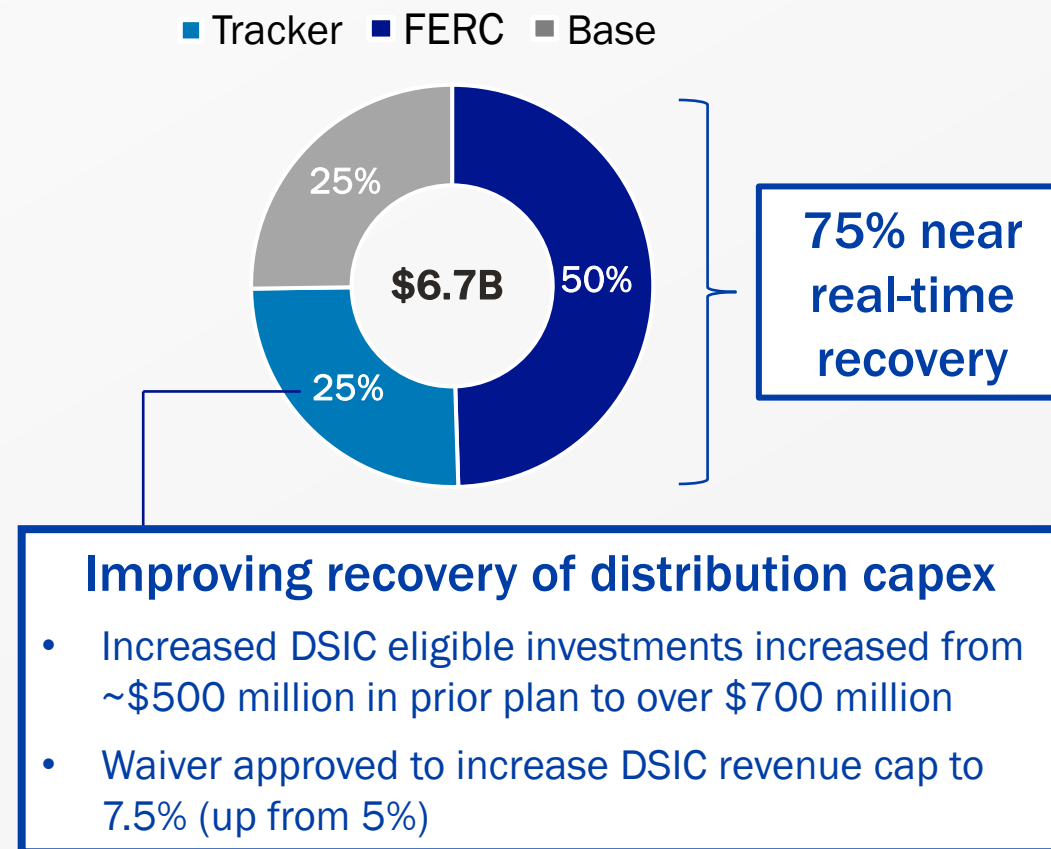 Tracker FERC Base
25%
50%
$6.7B
25%
75% near
real-time
recovery
Improving recovery of distribution capex
• Increased DSIC eligible investments increased from
~$500 million in prior plan to over $700 million
• Waiver approved to increase DSIC revenue cap to
7.5% (up from 5%)